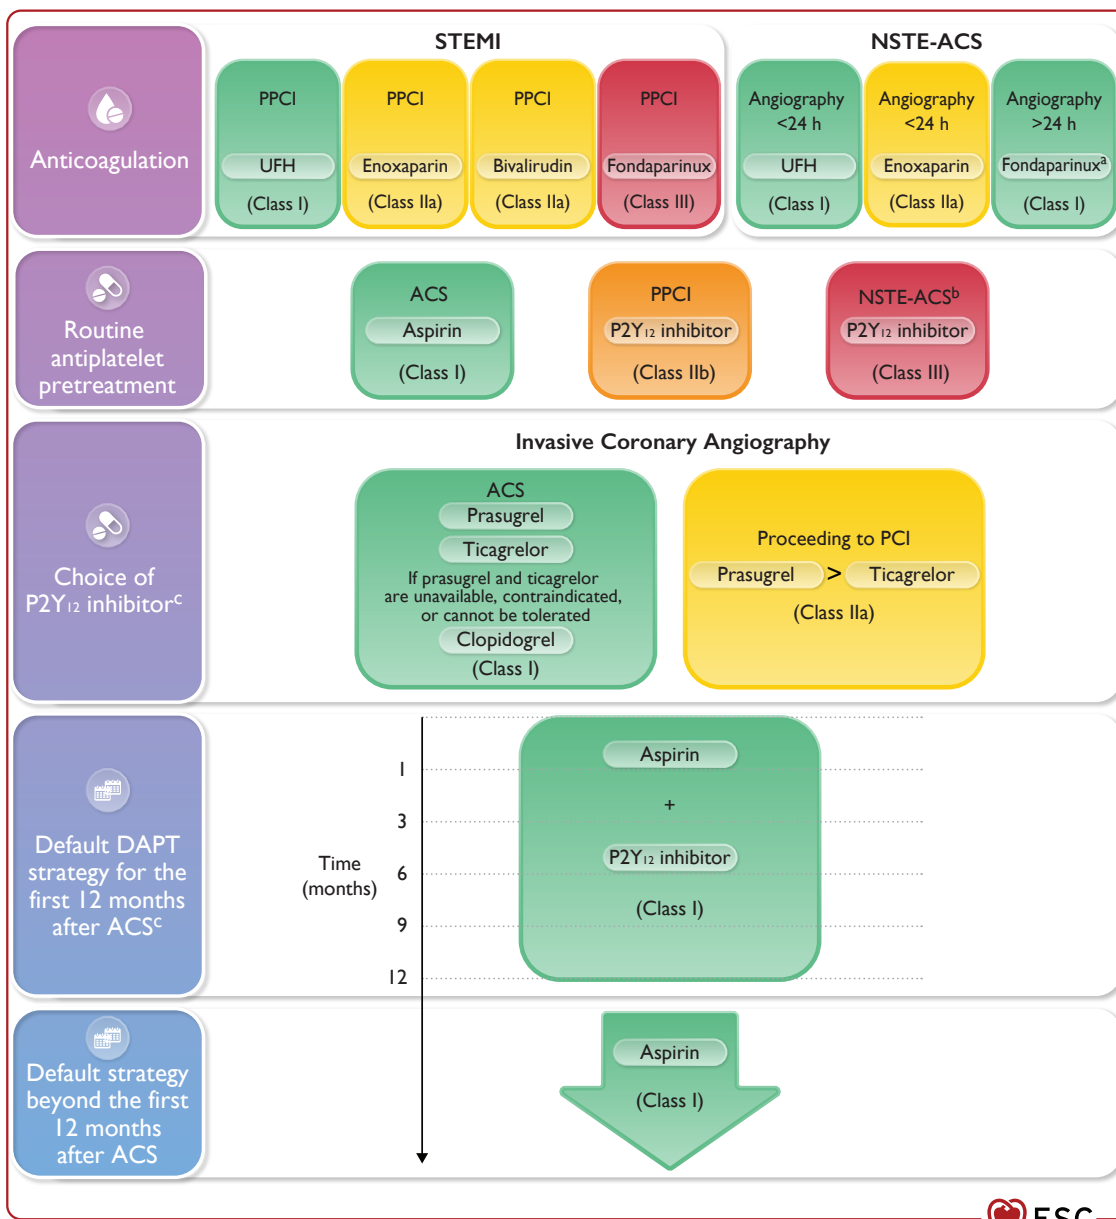 STEMI
NSTE-ACS
Anticoagulation
PPCI
UFH
(Class I)
PPCI
Enoxaparin
(Class IIa)
PPCI
Bivalirudin
(Class IIa)
PPCI
Fondaparinux
(Class III)
Angiography
<24 h
UFH
(Class I)
Angiography
<24 h
Enoxaparin
(Class IIa)
Angiography
>24 h
Fondaparinuxᵃ
(Class I)
Routine
antiplatelet
pretreatment
ACS
Aspirin
(Class I)
PPCI
P2Y₁₂ inhibitor
(Class IIb)
NSTE-ACSᵇ
P2Y₁₂ inhibitor
(Class III)
Choice of
P2Y₁₂ inhibitorᶜ
Invasive Coronary Angiography
ACS
Prasugrel
Ticagrelor
If prasugrel and ticagrelor
are unavailable, contraindicated,
or cannot be tolerated
Clopidogrel
(Class I)
Proceeding to PCI
Prasugrel > Ticagrelor
(Class IIa)
Default DAPT
strategy for the
first 12 months
after ACSᶜ
Time
(months)
1
3
6
9
12
Aspirin
+
P2Y₁₂ inhibitor
(Class I)
Default strategy
beyond the first
12 months
after ACS
Aspirin
(Class I)
ESC